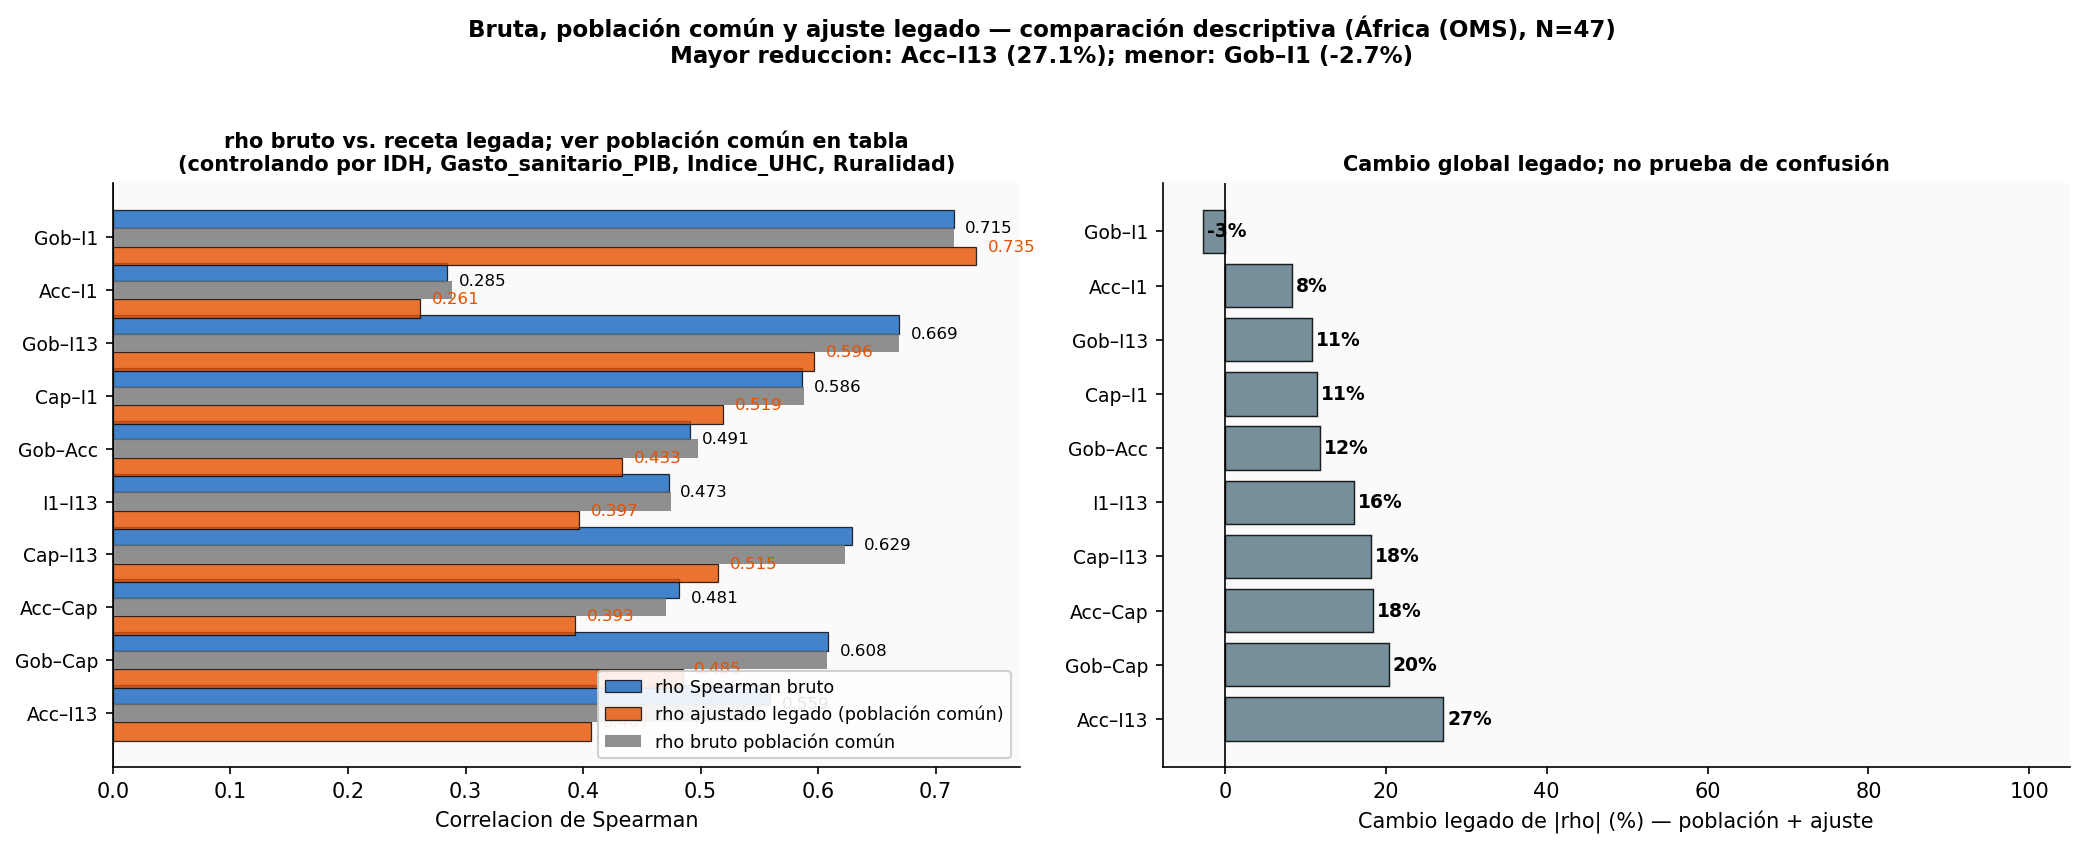 Bruta, población común y ajuste legado — comparación descriptiva (África (OMS), N=47)
Mayor reduccion: Acc–I13 (27.1%); menor: Gob–I1 (-2.7%)
rho bruto vs. receta legada; ver población común en tabla
(controlando por IDH, Gasto_sanitario_PIB, Indice_UHC, Ruralidad)
Gob–I1
0.715
0.735
Acc–I1
0.285
0.261
Gob–I13
0.669
0.596
Cap–I1
0.586
0.519
Gob–Acc
0.491
0.433
I1–I13
0.473
0.397
Cap–I13
0.629
0.515
Acc–Cap
0.481
0.393
Gob–Cap
0.608
0.485
Acc–I13
0.559
rho Spearman bruto
rho ajustado legado (población común)
rho bruto población común
0.0 0.1 0.2 0.3 0.4 0.5 0.6 0.7
Correlacion de Spearman
Cambio global legado; no prueba de confusión
Gob–I1 -3%
Acc–I1 8%
Gob–I13 11%
Cap–I1 11%
Gob–Acc 12%
I1–I13 16%
Cap–I13 18%
Acc–Cap 18%
Gob–Cap 20%
Acc–I13 27%
0 20 40 60 80 100
Cambio legado de |rho| (%) — población + ajuste